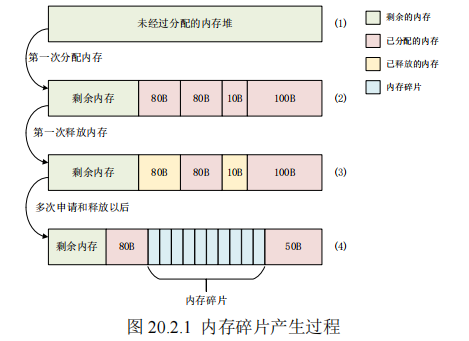 未经过分配的内存堆 (1)
剩余的内存
已分配的内存
已释放的内存
内存碎片
第一次分配内存
剩余内存 80B 80B 10B 100B (2)
第一次释放内存
剩余内存 80B 80B 10B 100B (3)
多次申请和释放以后
剩余内存 80B 50B (4)
内存碎片
图 20.2.1 内存碎片产生过程